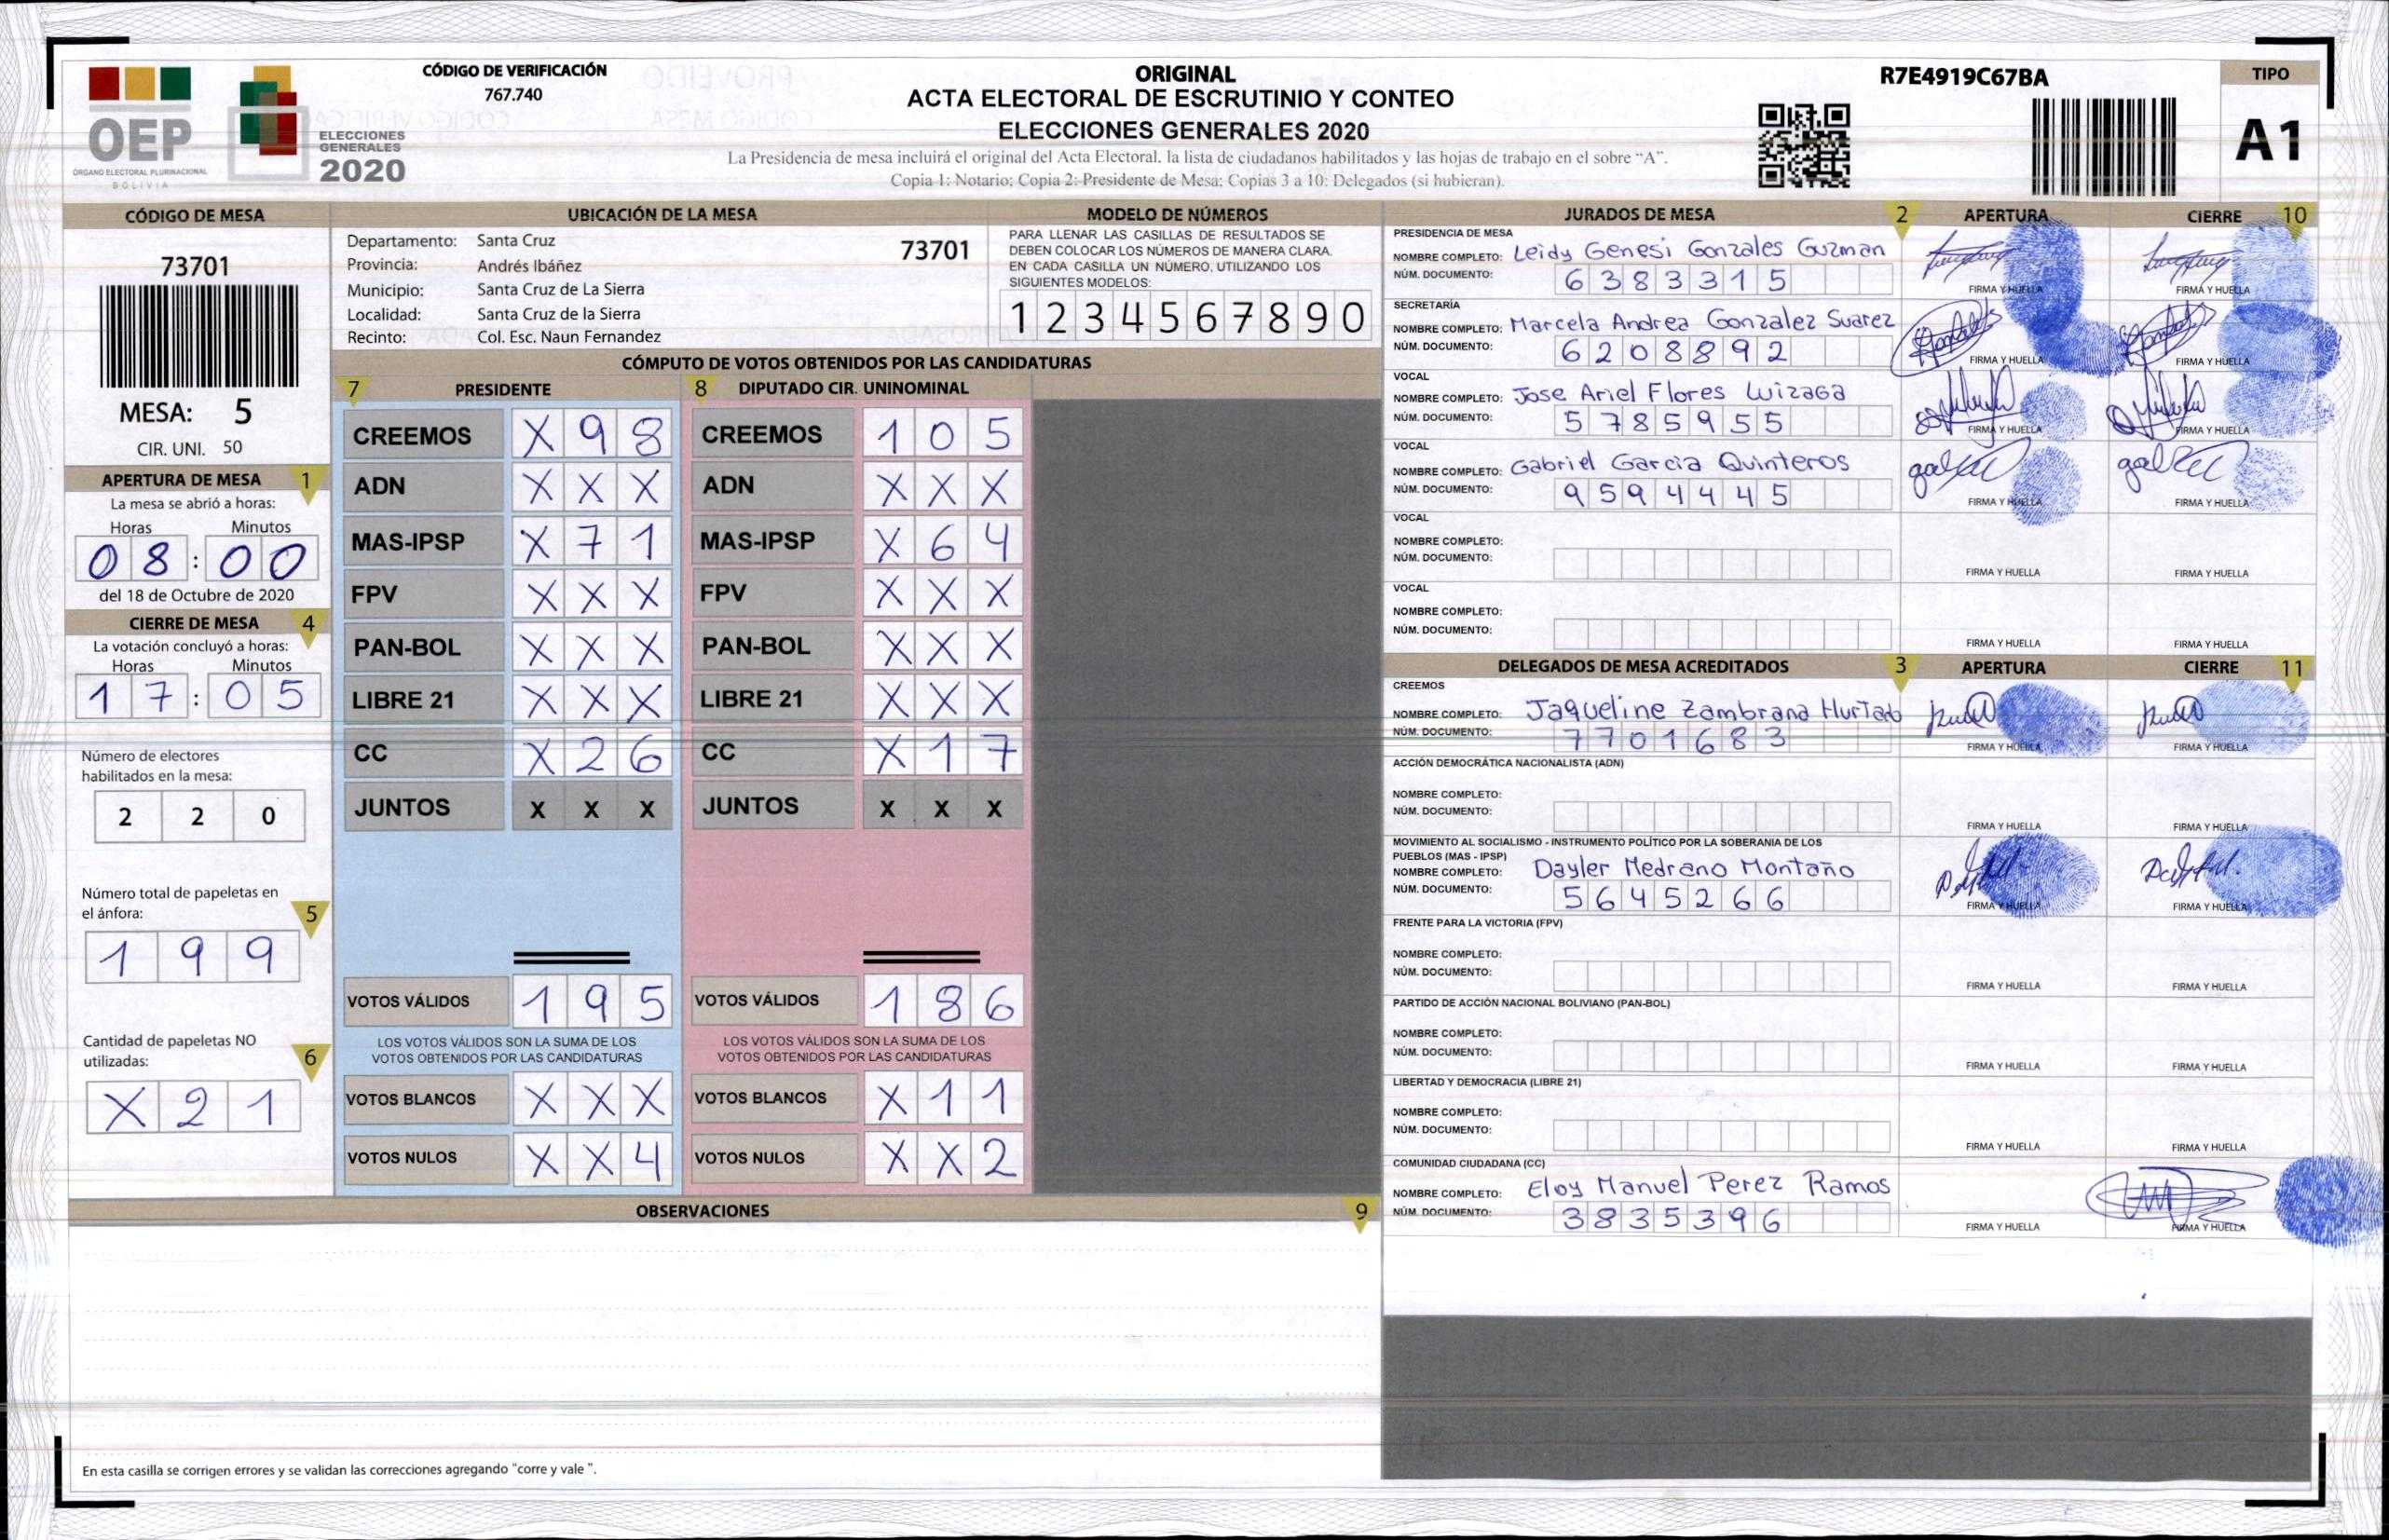 CÓDIGO DE VERIFICACIÓN
767.740
OEP
ÓRGANO ELECTORAL PLURINACIONAL
BOLIVIA
ELECCIONES
GENERALES
2020
ORIGINAL
ACTA ELECTORAL DE ESCRUTINIO Y CONTEO
ELECCIONES GENERALES 2020
La Presidencia de mesa incluirá el original del Acta Electoral. la lista de ciudadanos habilitados y las hojas de trabajo en el sobre "A".
Copia 1: Notario; Copia 2: Presidente de Mesa; Copias 3 a 10: Delegados (si hubieran).
R7E4919C67BA
TIPO
A1
CÓDIGO DE MESA
73701
MESA: 5
CIR. UNI. 50
APERTURA DE MESA 1
La mesa se abrió a horas:
Horas Minutos
08:00
del 18 de Octubre de 2020
CIERRE DE MESA 4
La votación concluyó a horas:
Horas Minutos
17:05
Número de electores
habilitados en la mesa:
2 2 0
Número total de papeletas en
el ánfora: 5
1 9 9
Cantidad de papeletas NO
utilizadas: 6
X 2 1
UBICACIÓN DE LA MESA
Departamento: Santa Cruz 73701
Provincia: Andrés Ibáñez
Municipio: Santa Cruz de La Sierra
Localidad: Santa Cruz de la Sierra
Recinto: Col. Esc. Naun Fernandez
MODELO DE NÚMEROS
PARA LLENAR LAS CASILLAS DE RESULTADOS SE
DEBEN COLOCAR LOS NÚMEROS DE MANERA CLARA.
EN CADA CASILLA UN NÚMERO, UTILIZANDO LOS
SIGUIENTES MODELOS:
1 2 3 4 5 6 7 8 9 0
CÓMPUTO DE VOTOS OBTENIDOS POR LAS CANDIDATURAS
7 PRESIDENTE 8 DIPUTADO CIR. UNINOMINAL
CREEMOS X 9 8 CREEMOS 1 0 5
ADN X X X ADN X X X
MAS-IPSP X 7 1 MAS-IPSP X 6 4
FPV X X X FPV X X X
PAN-BOL X X X PAN-BOL X X X
LIBRE 21 X X X LIBRE 21 X X X
CC X 2 6 CC X 1 7
JUNTOS X X X JUNTOS X X X
VOTOS VÁLIDOS 1 9 5 VOTOS VÁLIDOS 1 8 6
LOS VOTOS VÁLIDOS SON LA SUMA DE LOS LOS VOTOS VÁLIDOS SON LA SUMA DE LOS
VOTOS OBTENIDOS POR LAS CANDIDATURAS VOTOS OBTENIDOS POR LAS CANDIDATURAS
VOTOS BLANCOS X X X VOTOS BLANCOS X 1 1
VOTOS NULOS X X 4 VOTOS NULOS X X 2
OBSERVACIONES 9
En esta casilla se corrigen errores y se validan las correcciones agregando "corre y vale ".
JURADOS DE MESA 2 APERTURA CIERRE 10
PRESIDENCIA DE MESA
NOMBRE COMPLETO: Leidy Genesi Gonzales Guzman
NÚM. DOCUMENTO: 6383315 FIRMA Y HUELLA FIRMA Y HUELLA
SECRETARÍA
NOMBRE COMPLETO: Marcela Andrea Gonzalez Suarez
NÚM. DOCUMENTO: 6208892 FIRMA Y HUELLA FIRMA Y HUELLA
VOCAL
NOMBRE COMPLETO: Jose Ariel Flores Luizaga
NÚM. DOCUMENTO: 5785955 FIRMA Y HUELLA FIRMA Y HUELLA
VOCAL
NOMBRE COMPLETO: Gabriel Garcia Quinteros
NÚM. DOCUMENTO: 9594445 FIRMA Y HUELLA FIRMA Y HUELLA
VOCAL
NOMBRE COMPLETO:
NÚM. DOCUMENTO: FIRMA Y HUELLA FIRMA Y HUELLA
VOCAL
NOMBRE COMPLETO:
NÚM. DOCUMENTO: FIRMA Y HUELLA FIRMA Y HUELLA
DELEGADOS DE MESA ACREDITADOS 3 APERTURA CIERRE 11
CREEMOS
NOMBRE COMPLETO: Jaqueline Zambrana Hurtado
NÚM. DOCUMENTO: 7701683 FIRMA Y HUELLA FIRMA Y HUELLA
ACCIÓN DEMOCRÁTICA NACIONALISTA (ADN)
NOMBRE COMPLETO:
NÚM. DOCUMENTO: FIRMA Y HUELLA FIRMA Y HUELLA
MOVIMIENTO AL SOCIALISMO - INSTRUMENTO POLÍTICO POR LA SOBERANIA DE LOS
PUEBLOS (MAS - IPSP)
NOMBRE COMPLETO: Dayler Medrano Montaño
NÚM. DOCUMENTO: 5645266 FIRMA Y HUELLA FIRMA Y HUELLA
FRENTE PARA LA VICTORIA (FPV)
NOMBRE COMPLETO:
NÚM. DOCUMENTO: FIRMA Y HUELLA FIRMA Y HUELLA
PARTIDO DE ACCIÓN NACIONAL BOLIVIANO (PAN-BOL)
NOMBRE COMPLETO:
NÚM. DOCUMENTO: FIRMA Y HUELLA FIRMA Y HUELLA
LIBERTAD Y DEMOCRACIA (LIBRE 21)
NOMBRE COMPLETO:
NÚM. DOCUMENTO: FIRMA Y HUELLA FIRMA Y HUELLA
COMUNIDAD CIUDADANA (CC)
NOMBRE COMPLETO: Eloy Manuel Perez Ramos
NÚM. DOCUMENTO: 3835396 FIRMA Y HUELLA FIRMA Y HUELLA